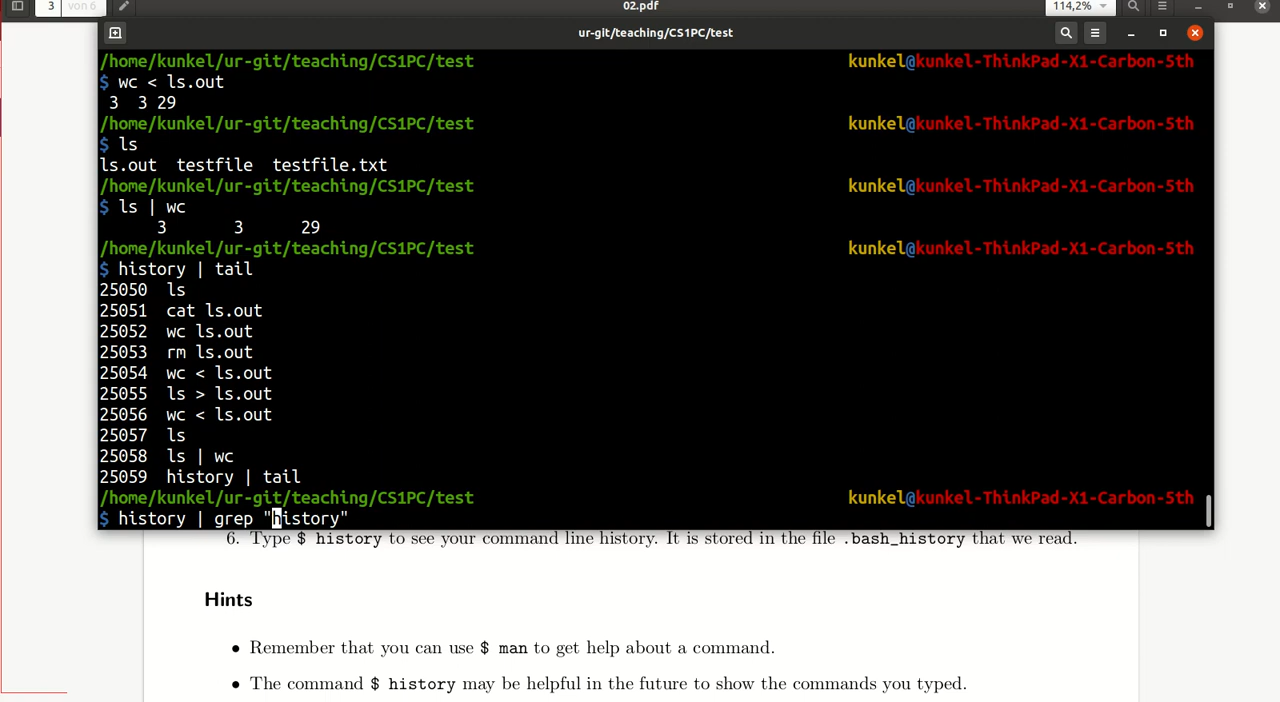 3 von 6 02.pdf 114,2%
ur-git/teaching/CS1PC/test
/home/kunkel/ur-git/teaching/CS1PC/test kunkel@kunkel-ThinkPad-X1-Carbon-5th
$ wc < ls.out
3 3 29
/home/kunkel/ur-git/teaching/CS1PC/test kunkel@kunkel-ThinkPad-X1-Carbon-5th
$ ls
ls.out testfile testfile.txt
/home/kunkel/ur-git/teaching/CS1PC/test kunkel@kunkel-ThinkPad-X1-Carbon-5th
$ ls | wc
3 3 29
/home/kunkel/ur-git/teaching/CS1PC/test kunkel@kunkel-ThinkPad-X1-Carbon-5th
$ history | tail
25050 ls
25051 cat ls.out
25052 wc ls.out
25053 rm ls.out
25054 wc < ls.out
25055 ls > ls.out
25056 wc < ls.out
25057 ls
25058 ls | wc
25059 history | tail
/home/kunkel/ur-git/teaching/CS1PC/test kunkel@kunkel-ThinkPad-X1-Carbon-5th
$ history | grep "history"
6. Type $ history to see your command line history. It is stored in the file .bash_history that we read.
Hints
• Remember that you can use $ man to get help about a command.
• The command $ history may be helpful in the future to show the commands you typed.